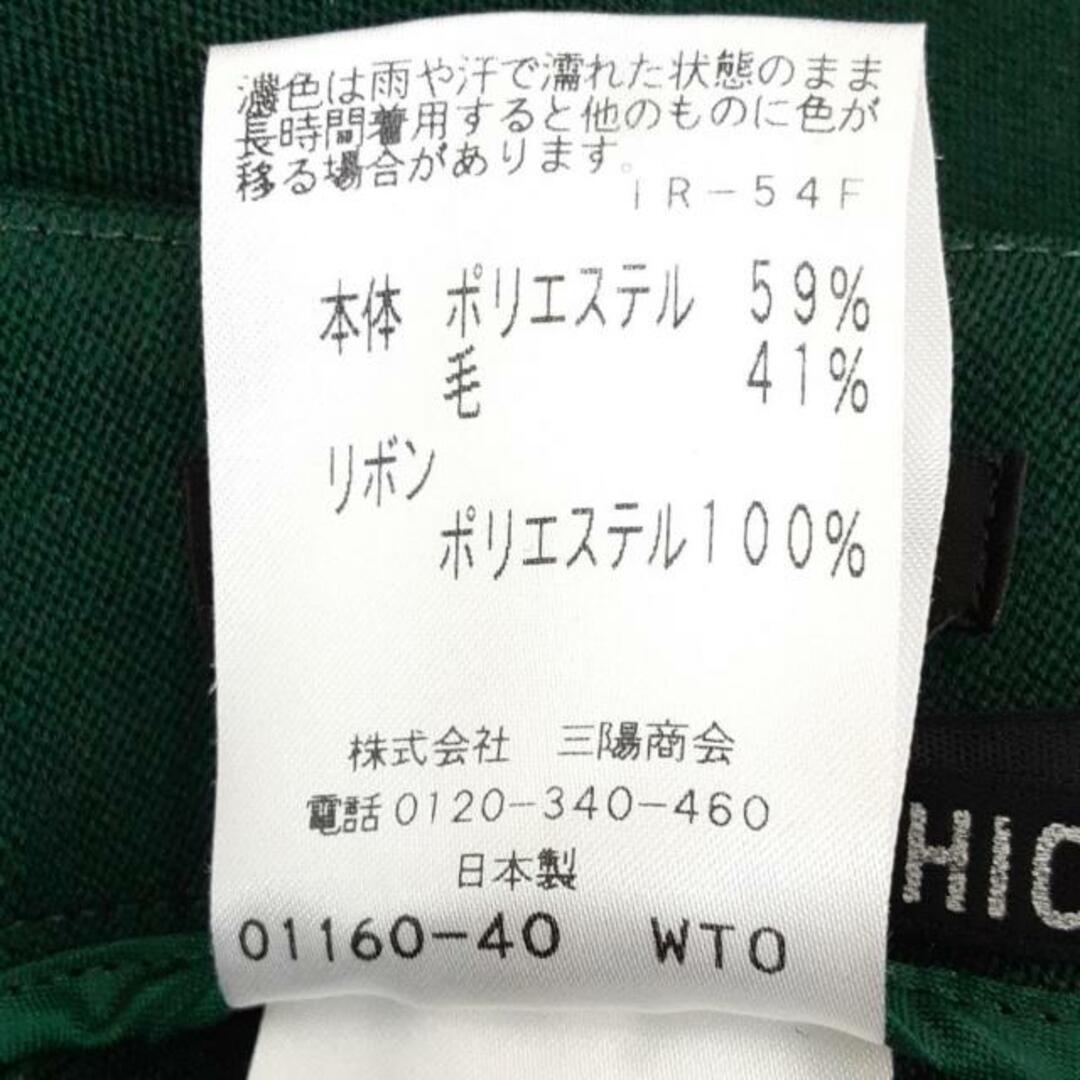 濃色は雨や汗で濡れた状態のまま
長時間着用すると他のものに色が
移る場合があります。
IR-54F
本体 ポリエステル 59%
毛 41%
リボン
ポリエステル100%
株式会社 三陽商会
電話0120-340-460
日本製
01160-40 WTO
HIC